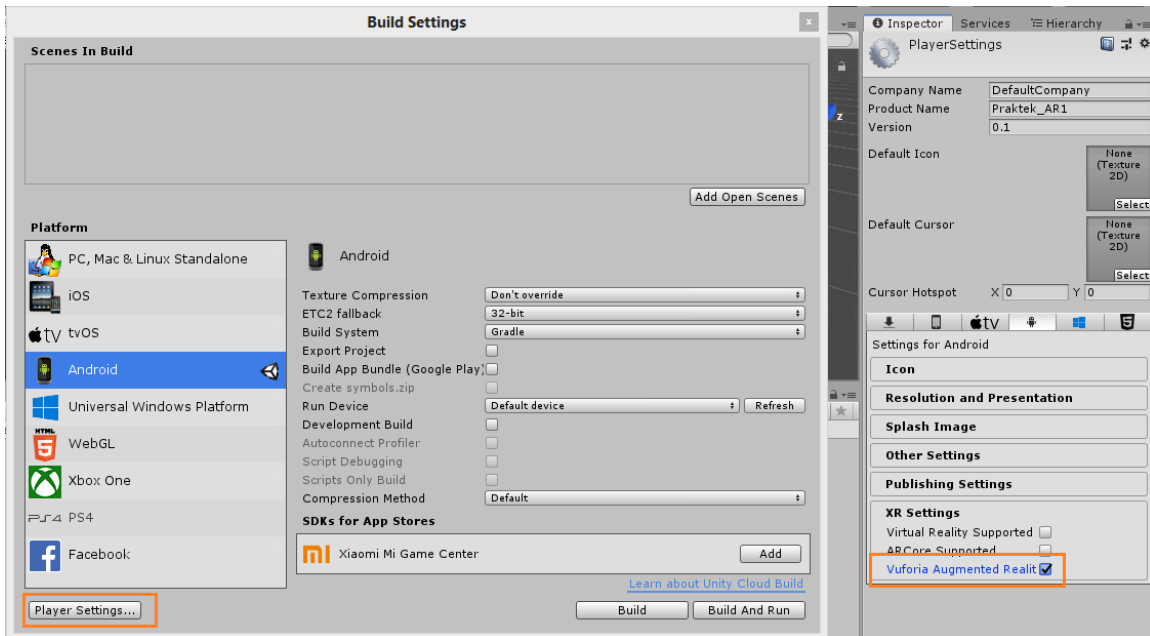 Build Settings
x
Scenes In Build
Add Open Scenes
Platform
PC, Mac & Linux Standalone
iOS
tv tvOS
Android
Universal Windows Platform
HTML
5
WebGL
Xbox One
PS4 PS4
f Facebook
Android
Texture Compression Don't override
ETC2 fallback 32-bit
Build System Gradle
Export Project
Build App Bundle (Google Play)
Create symbols.zip
Run Device Default device Refresh
Development Build
Autoconnect Profiler
Script Debugging
Scripts Only Build
Compression Method Default
SDKs for App Stores
mi Xiaomi Mi Game Center Add
Learn about Unity Cloud Build
Player Settings... Build Build And Run
z
Inspector Services Hierarchy
PlayerSettings
Company Name DefaultCompany
Product Name Praktek_AR1
Version 0.1
Default Icon None
(Texture
2D)
Select
Default Cursor None
(Texture
2D)
Select
Cursor Hotspot X 0 Y 0
tv 5
Settings for Android
Icon
Resolution and Presentation
Splash Image
Other Settings
Publishing Settings
XR Settings
Virtual Reality Supported
ARCore Supported
Vuforia Augmented Realit